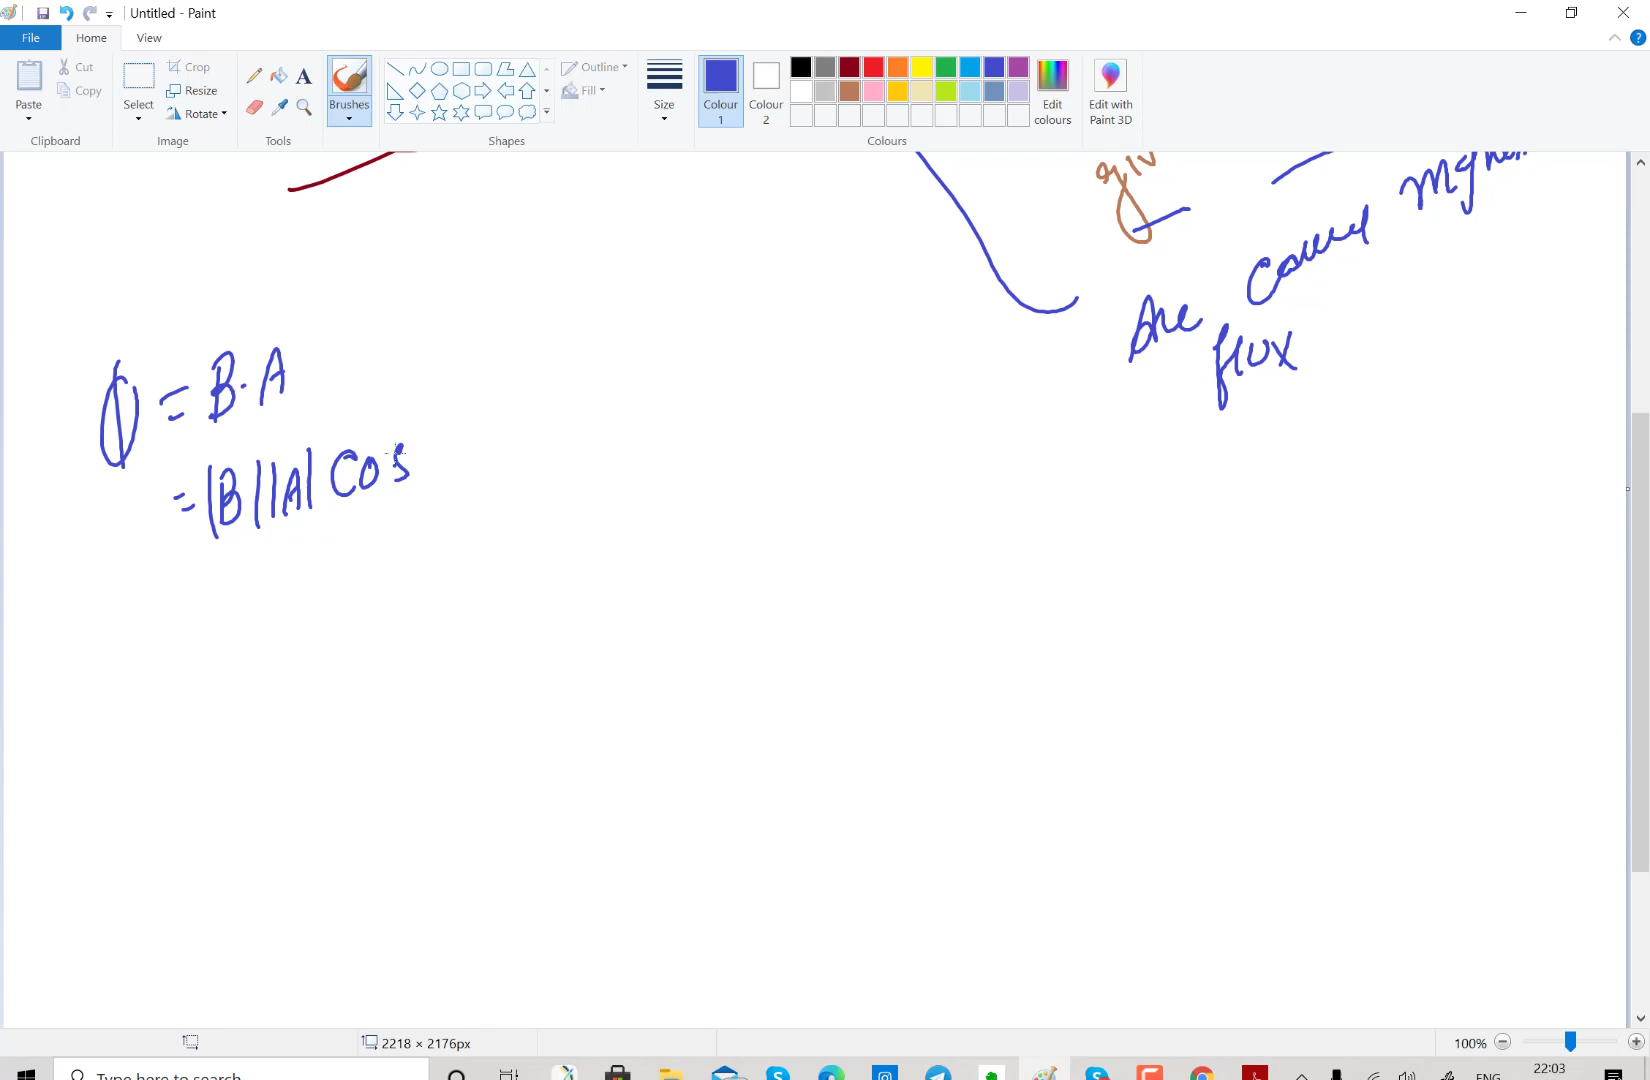 Untitled - Paint
File Home View
Paste Cut Copy Clipboard
Select Crop Resize Rotate Image
Tools
Brushes
Shapes
Outline Fill
Size
Colour 1 Colour 2
Edit colours
Edit with Paint 3D
Colours
giv
Are
flux
ϕ = B·A
= |B||A| Cos
2218 × 2176px
100%
Type here to search
ENG
22:03